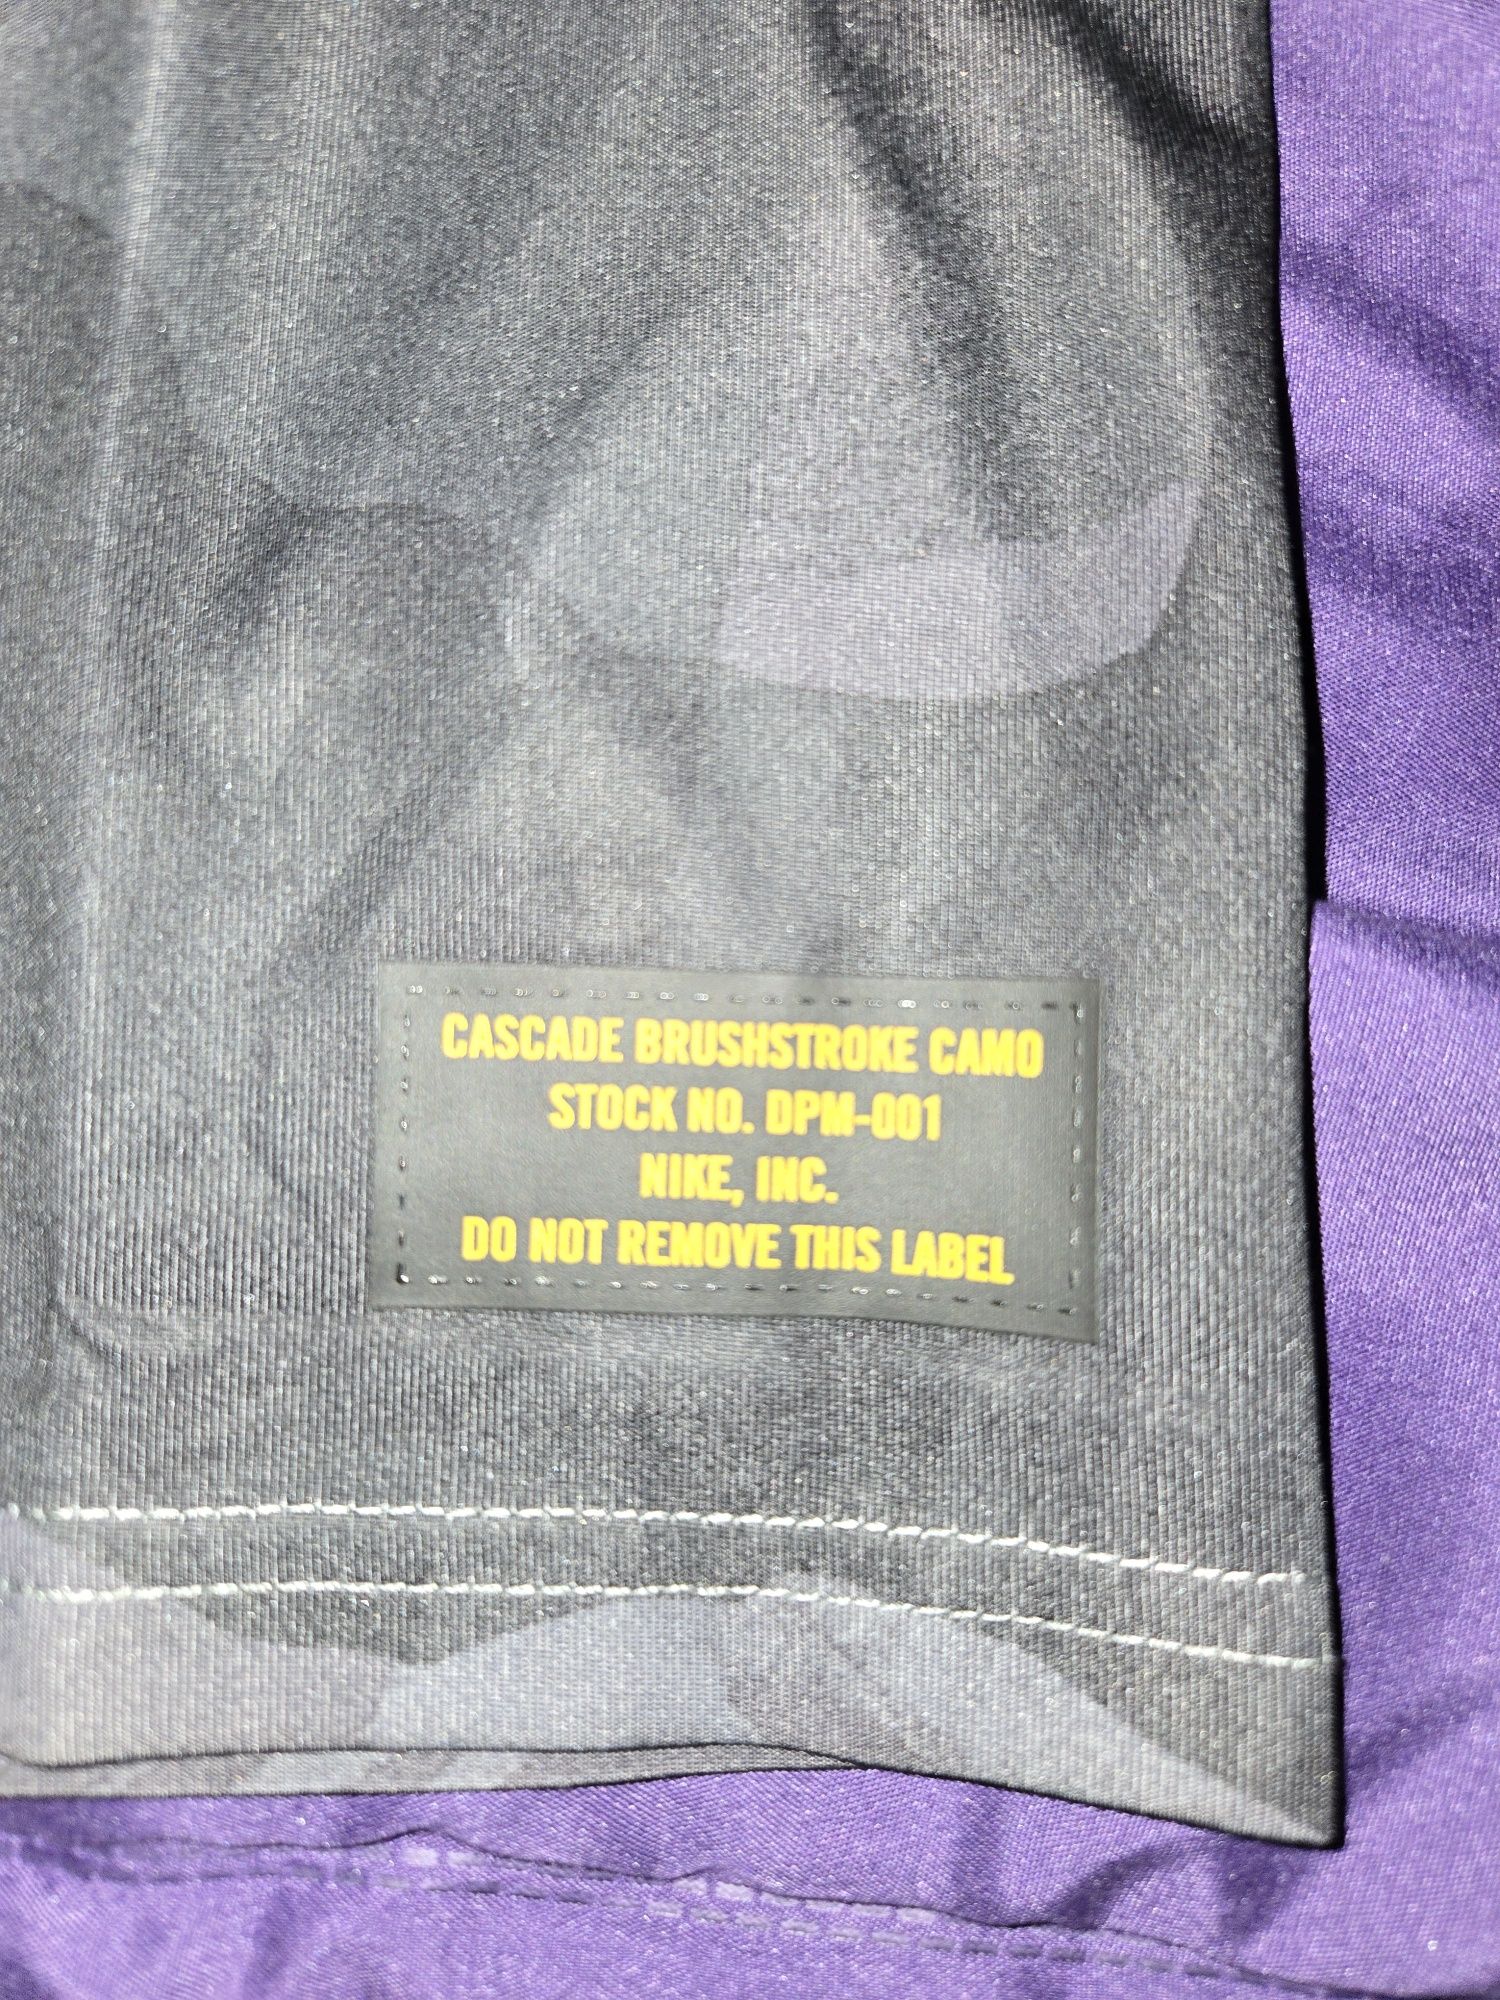 CASCADE BRUSHSTROKE CAMO
STOCK NO. DPM-001
NIKE, INC.
DO NOT REMOVE THIS LABEL